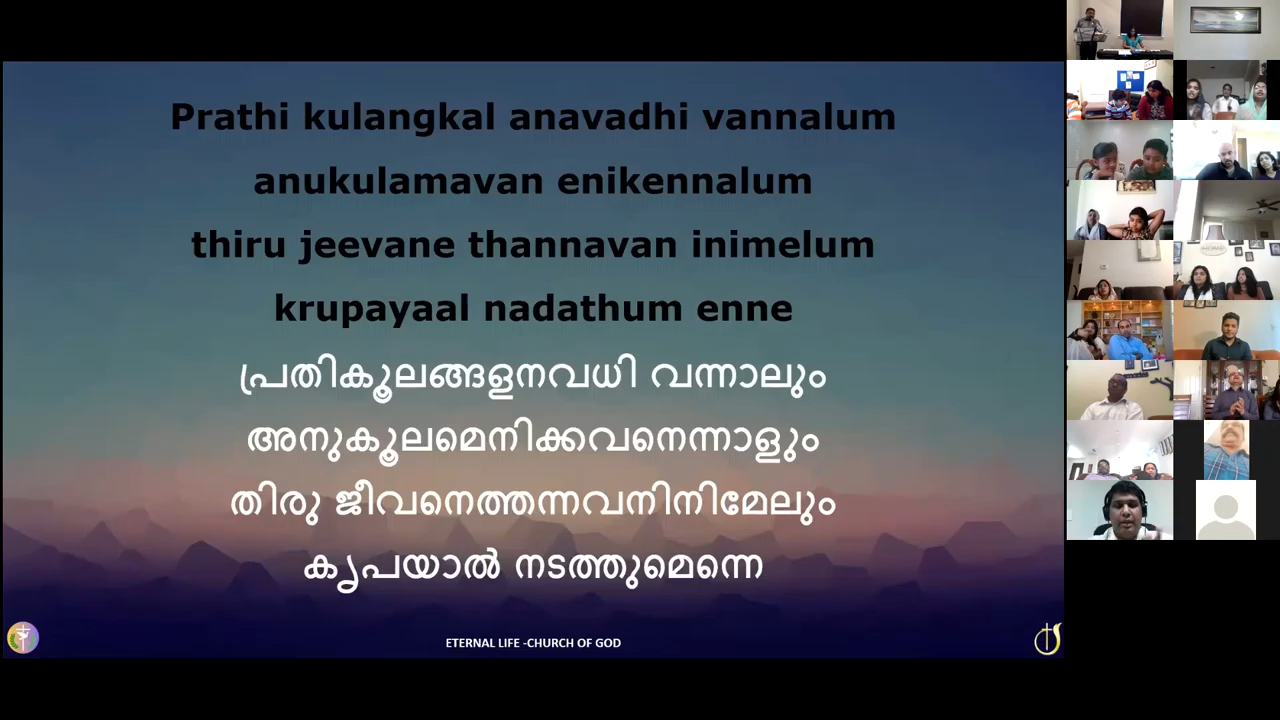 Prathi kulangkal anavadhi vannalum
anukulamavan enikennalum
thiru jeevane thannavan inimelum
krupayaal nadathum enne
പ്രതികൂലങ്ങളനവധി വന്നാലും
അനുകൂലമെനിക്കവനെന്നാളും
തിരു ജീവനെത്തന്നവനിനിമേലും
കൃപയാൽ നടത്തുമെന്നെ
ETERNAL LIFE -CHURCH OF GOD